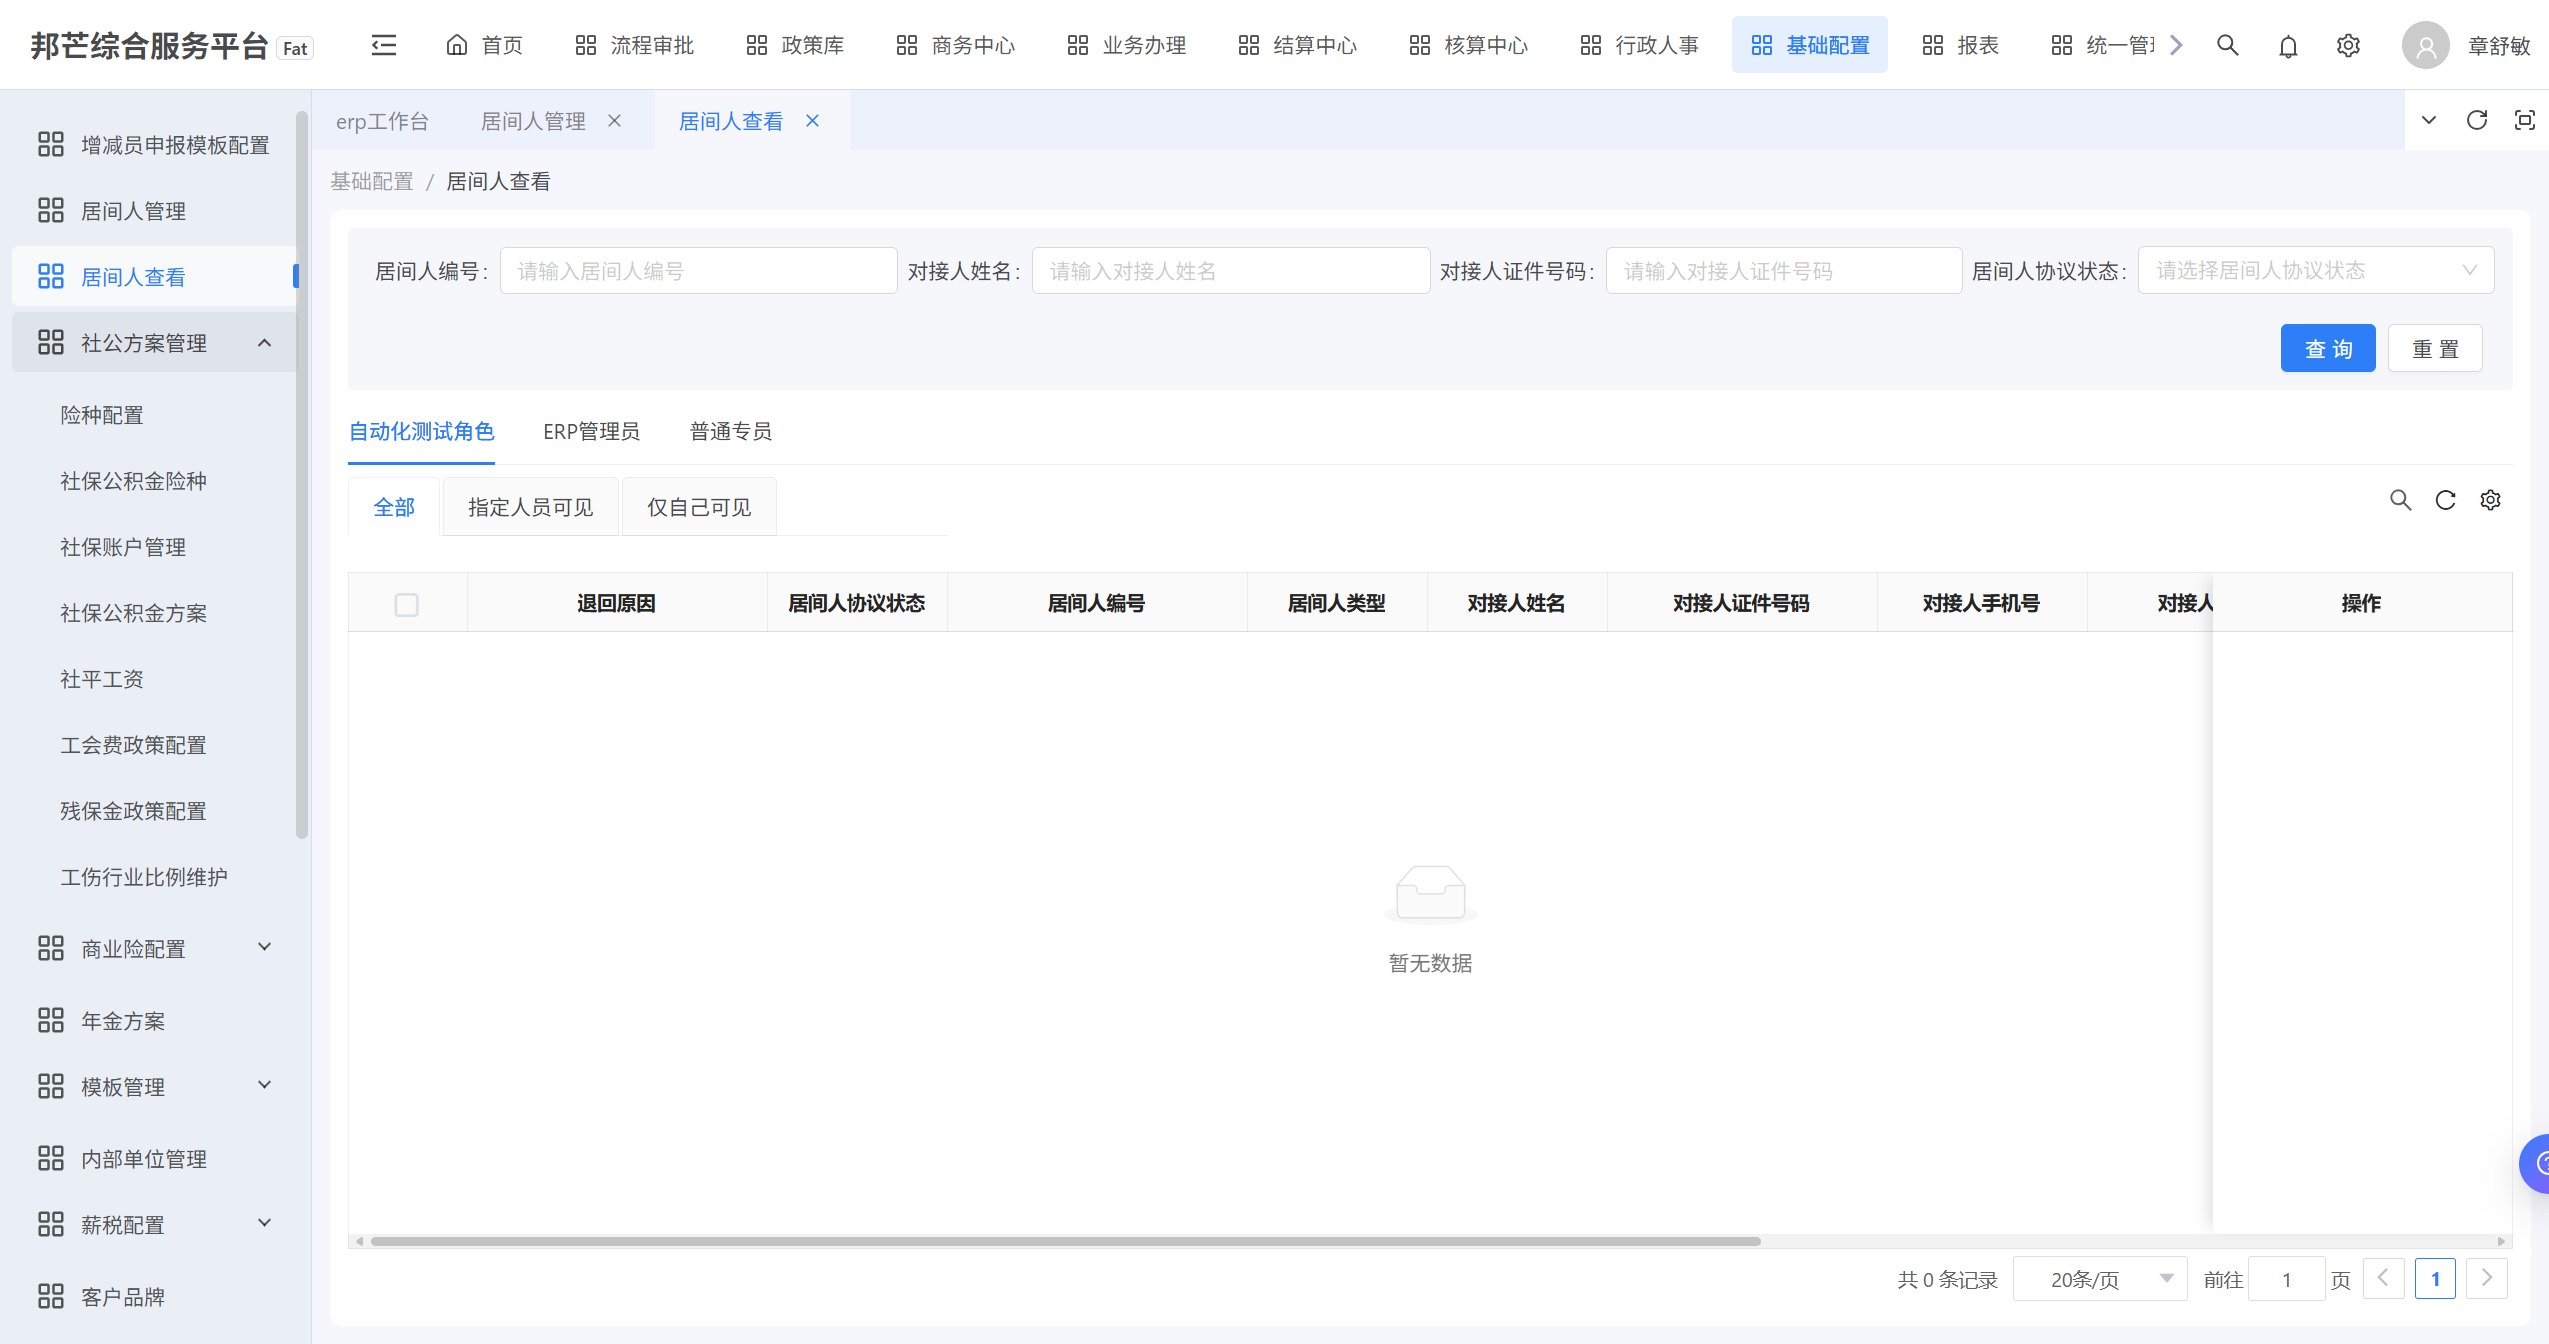 邦芒综合服务平台 Fat
首页 流程审批 政策库 商务中心 业务办理 结算中心 核算中心 行政人事 基础配置 报表 统一管 章舒敏
erp工作台 居间人管理 居间人查看
基础配置 / 居间人查看
增减员申报模板配置
居间人管理
居间人查看
社公方案管理
险种配置
社保公积金险种
社保账户管理
社保公积金方案
社平工资
工会费政策配置
残保金政策配置
工伤行业比例维护
商业险配置
年金方案
模板管理
内部单位管理
薪税配置
客户品牌
居间人编号: 请输入居间人编号 对接人姓名: 请输入对接人姓名 对接人证件号码: 请输入对接人证件号码 居间人协议状态: 请选择居间人协议状态
查 询 重 置
自动化测试角色 ERP管理员 普通专员
全部 指定人员可见 仅自己可见
退回原因 居间人协议状态 居间人编号 居间人类型 对接人姓名 对接人证件号码 对接人手机号 对接人 操作
暂无数据
共 0 条记录 20条/页 前往 1 页 1